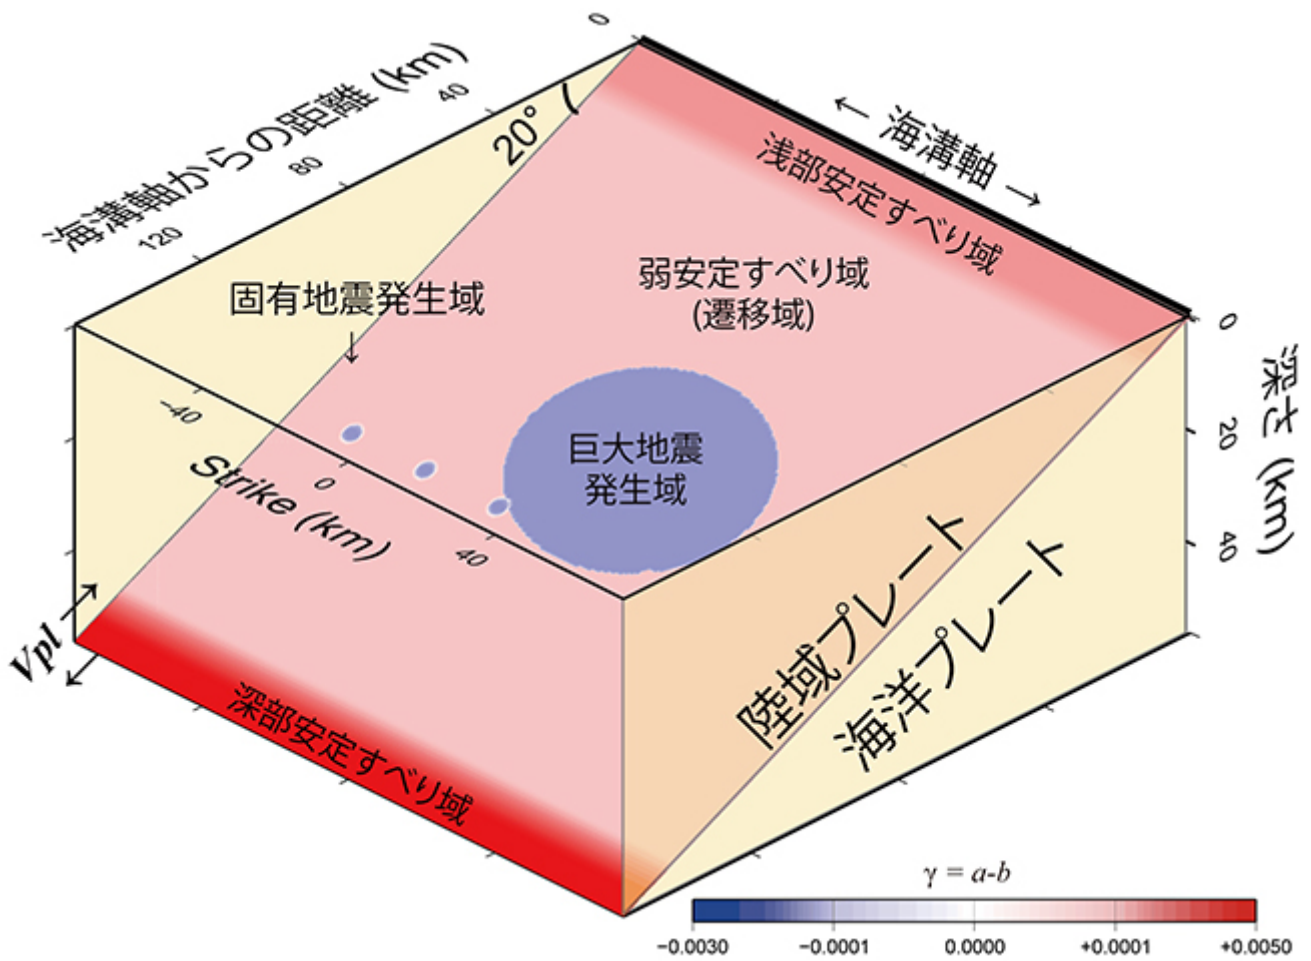 0
40
80
120
海溝軸からの距離 (km)
20°
← 海溝軸 →
浅部安定すべり域
弱安定すべり域
(遷移域)
固有地震発生域
↓
巨大地震
発生域
0
20
40
深さ (km)
−40
0
40
Strike (km)
Vpl
深部安定すべり域
陸域プレート
海洋プレート
γ = a-b
−0.0030
−0.0001
0.0000
+0.0001
+0.0050